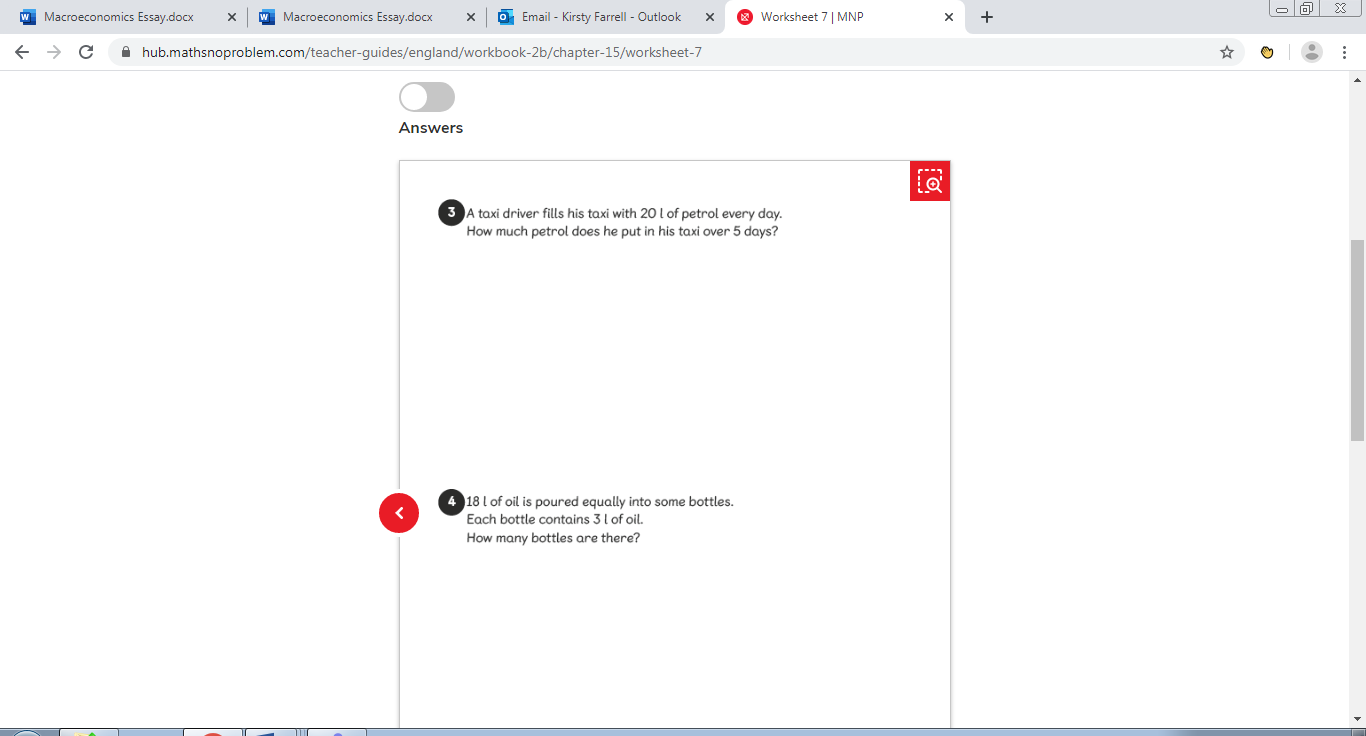 Macroeconomics Essay.docx
Macroeconomics Essay.docx
Email - Kirsty Farrell - Outlook
Worksheet 7 | MNP
hub.mathsnoproblem.com/teacher-guides/england/workbook-2b/chapter-15/worksheet-7
Answers
3 A taxi driver fills his taxi with 20 l of petrol every day.
How much petrol does he put in his taxi over 5 days?
4 18 l of oil is poured equally into some bottles.
Each bottle contains 3 l of oil.
How many bottles are there?